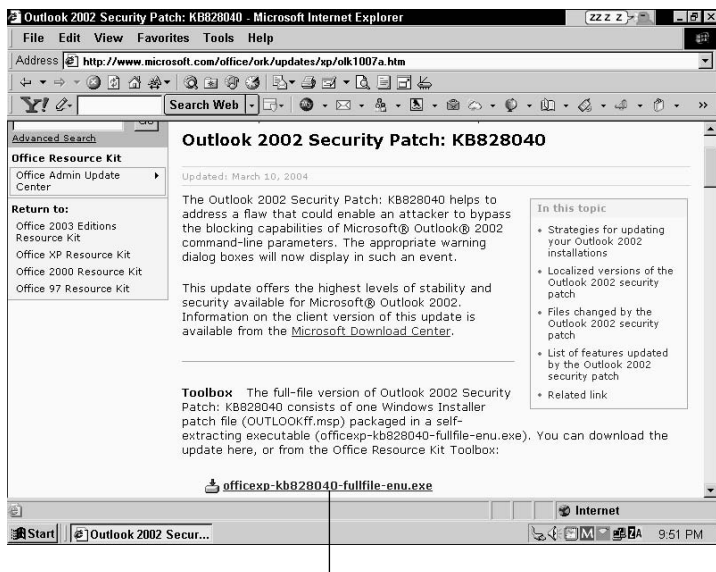 Outlook 2002 Security Patch: KB828040 - Microsoft Internet Explorer
zz z z
File Edit View Favorites Tools Help
Address http://www.microsoft.com/office/ork/updates/xp/olk1007a.htm
Y! Search Web
Go
Advanced Search
Office Resource Kit
Office Admin Update
Center
Return to:
Office 2003 Editions
Resource Kit
Office XP Resource Kit
Office 2000 Resource Kit
Office 97 Resource Kit
Outlook 2002 Security Patch: KB828040
Updated: March 10, 2004
The Outlook 2002 Security Patch: KB828040 helps to
address a flaw that could enable an attacker to bypass
the blocking capabilities of Microsoft® Outlook® 2002
command-line parameters. The appropriate warning
dialog boxes will now display in such an event.
This update offers the highest levels of stability and
security available for Microsoft® Outlook 2002.
Information on the client version of this update is
available from the Microsoft Download Center.
In this topic
• Strategies for updating
your Outlook 2002
installations
• Localized versions of the
Outlook 2002 security
patch
• Files changed by the
Outlook 2002 security
patch
• List of features updated
by the Outlook 2002
security patch
• Related link
Toolbox The full-file version of Outlook 2002 Security
Patch: KB828040 consists of one Windows Installer
patch file (OUTLOOKff.msp) packaged in a self-
extracting executable (officexp-kb828040-fullfile-enu.exe). You can download the
update here, or from the Office Resource Kit Toolbox:
officexp-kb828040-fullfile-enu.exe
Internet
Start Outlook 2002 Secur... 9:51 PM